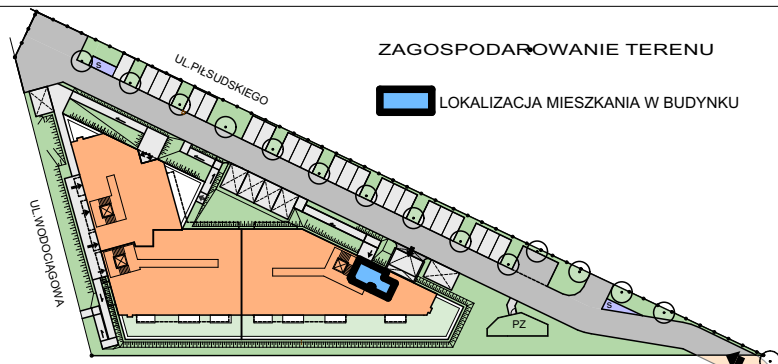 ZAGOSPODAROWANIE TERENU
UL.PIŁSUDSKIEGO
LOKALIZACJA MIESZKANIA W BUDYNKU
Ś
UL.WODOCIĄGOWA
Ś
PZ